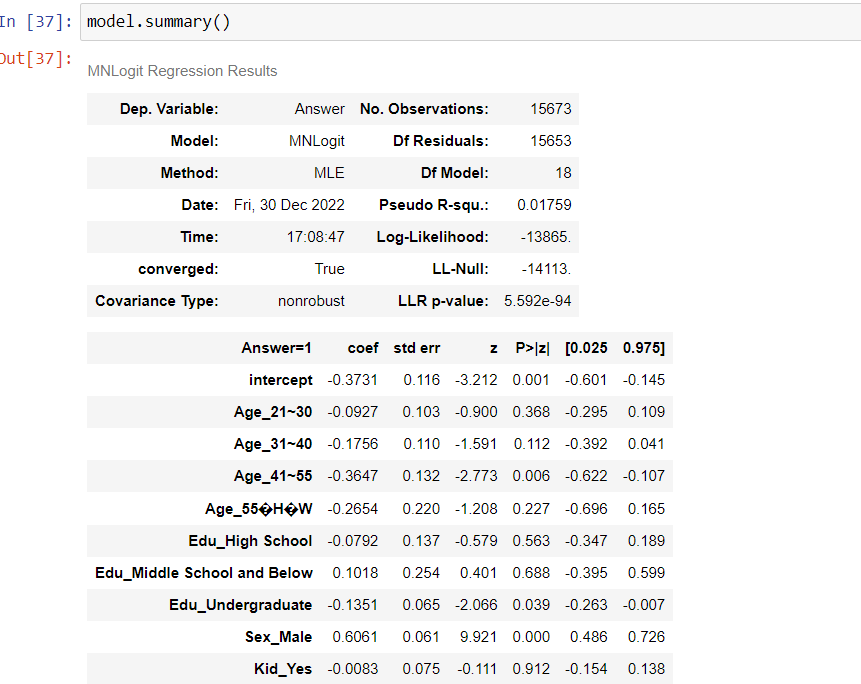 In [37]: model.summary()
Out[37]:
MNLogit Regression Results
Dep. Variable: Answer No. Observations: 15673
Model: MNLogit Df Residuals: 15653
Method: MLE Df Model: 18
Date: Fri, 30 Dec 2022 Pseudo R-squ.: 0.01759
Time: 17:08:47 Log-Likelihood: -13865.
converged: True LL-Null: -14113.
Covariance Type: nonrobust LLR p-value: 5.592e-94
Answer=1 coef std err z P>|z| [0.025 0.975]
intercept -0.3731 0.116 -3.212 0.001 -0.601 -0.145
Age_21~30 -0.0927 0.103 -0.900 0.368 -0.295 0.109
Age_31~40 -0.1756 0.110 -1.591 0.112 -0.392 0.041
Age_41~55 -0.3647 0.132 -2.773 0.006 -0.622 -0.107
Age_55�H�W -0.2654 0.220 -1.208 0.227 -0.696 0.165
Edu_High School -0.0792 0.137 -0.579 0.563 -0.347 0.189
Edu_Middle School and Below 0.1018 0.254 0.401 0.688 -0.395 0.599
Edu_Undergraduate -0.1351 0.065 -2.066 0.039 -0.263 -0.007
Sex_Male 0.6061 0.061 9.921 0.000 0.486 0.726
Kid_Yes -0.0083 0.075 -0.111 0.912 -0.154 0.138